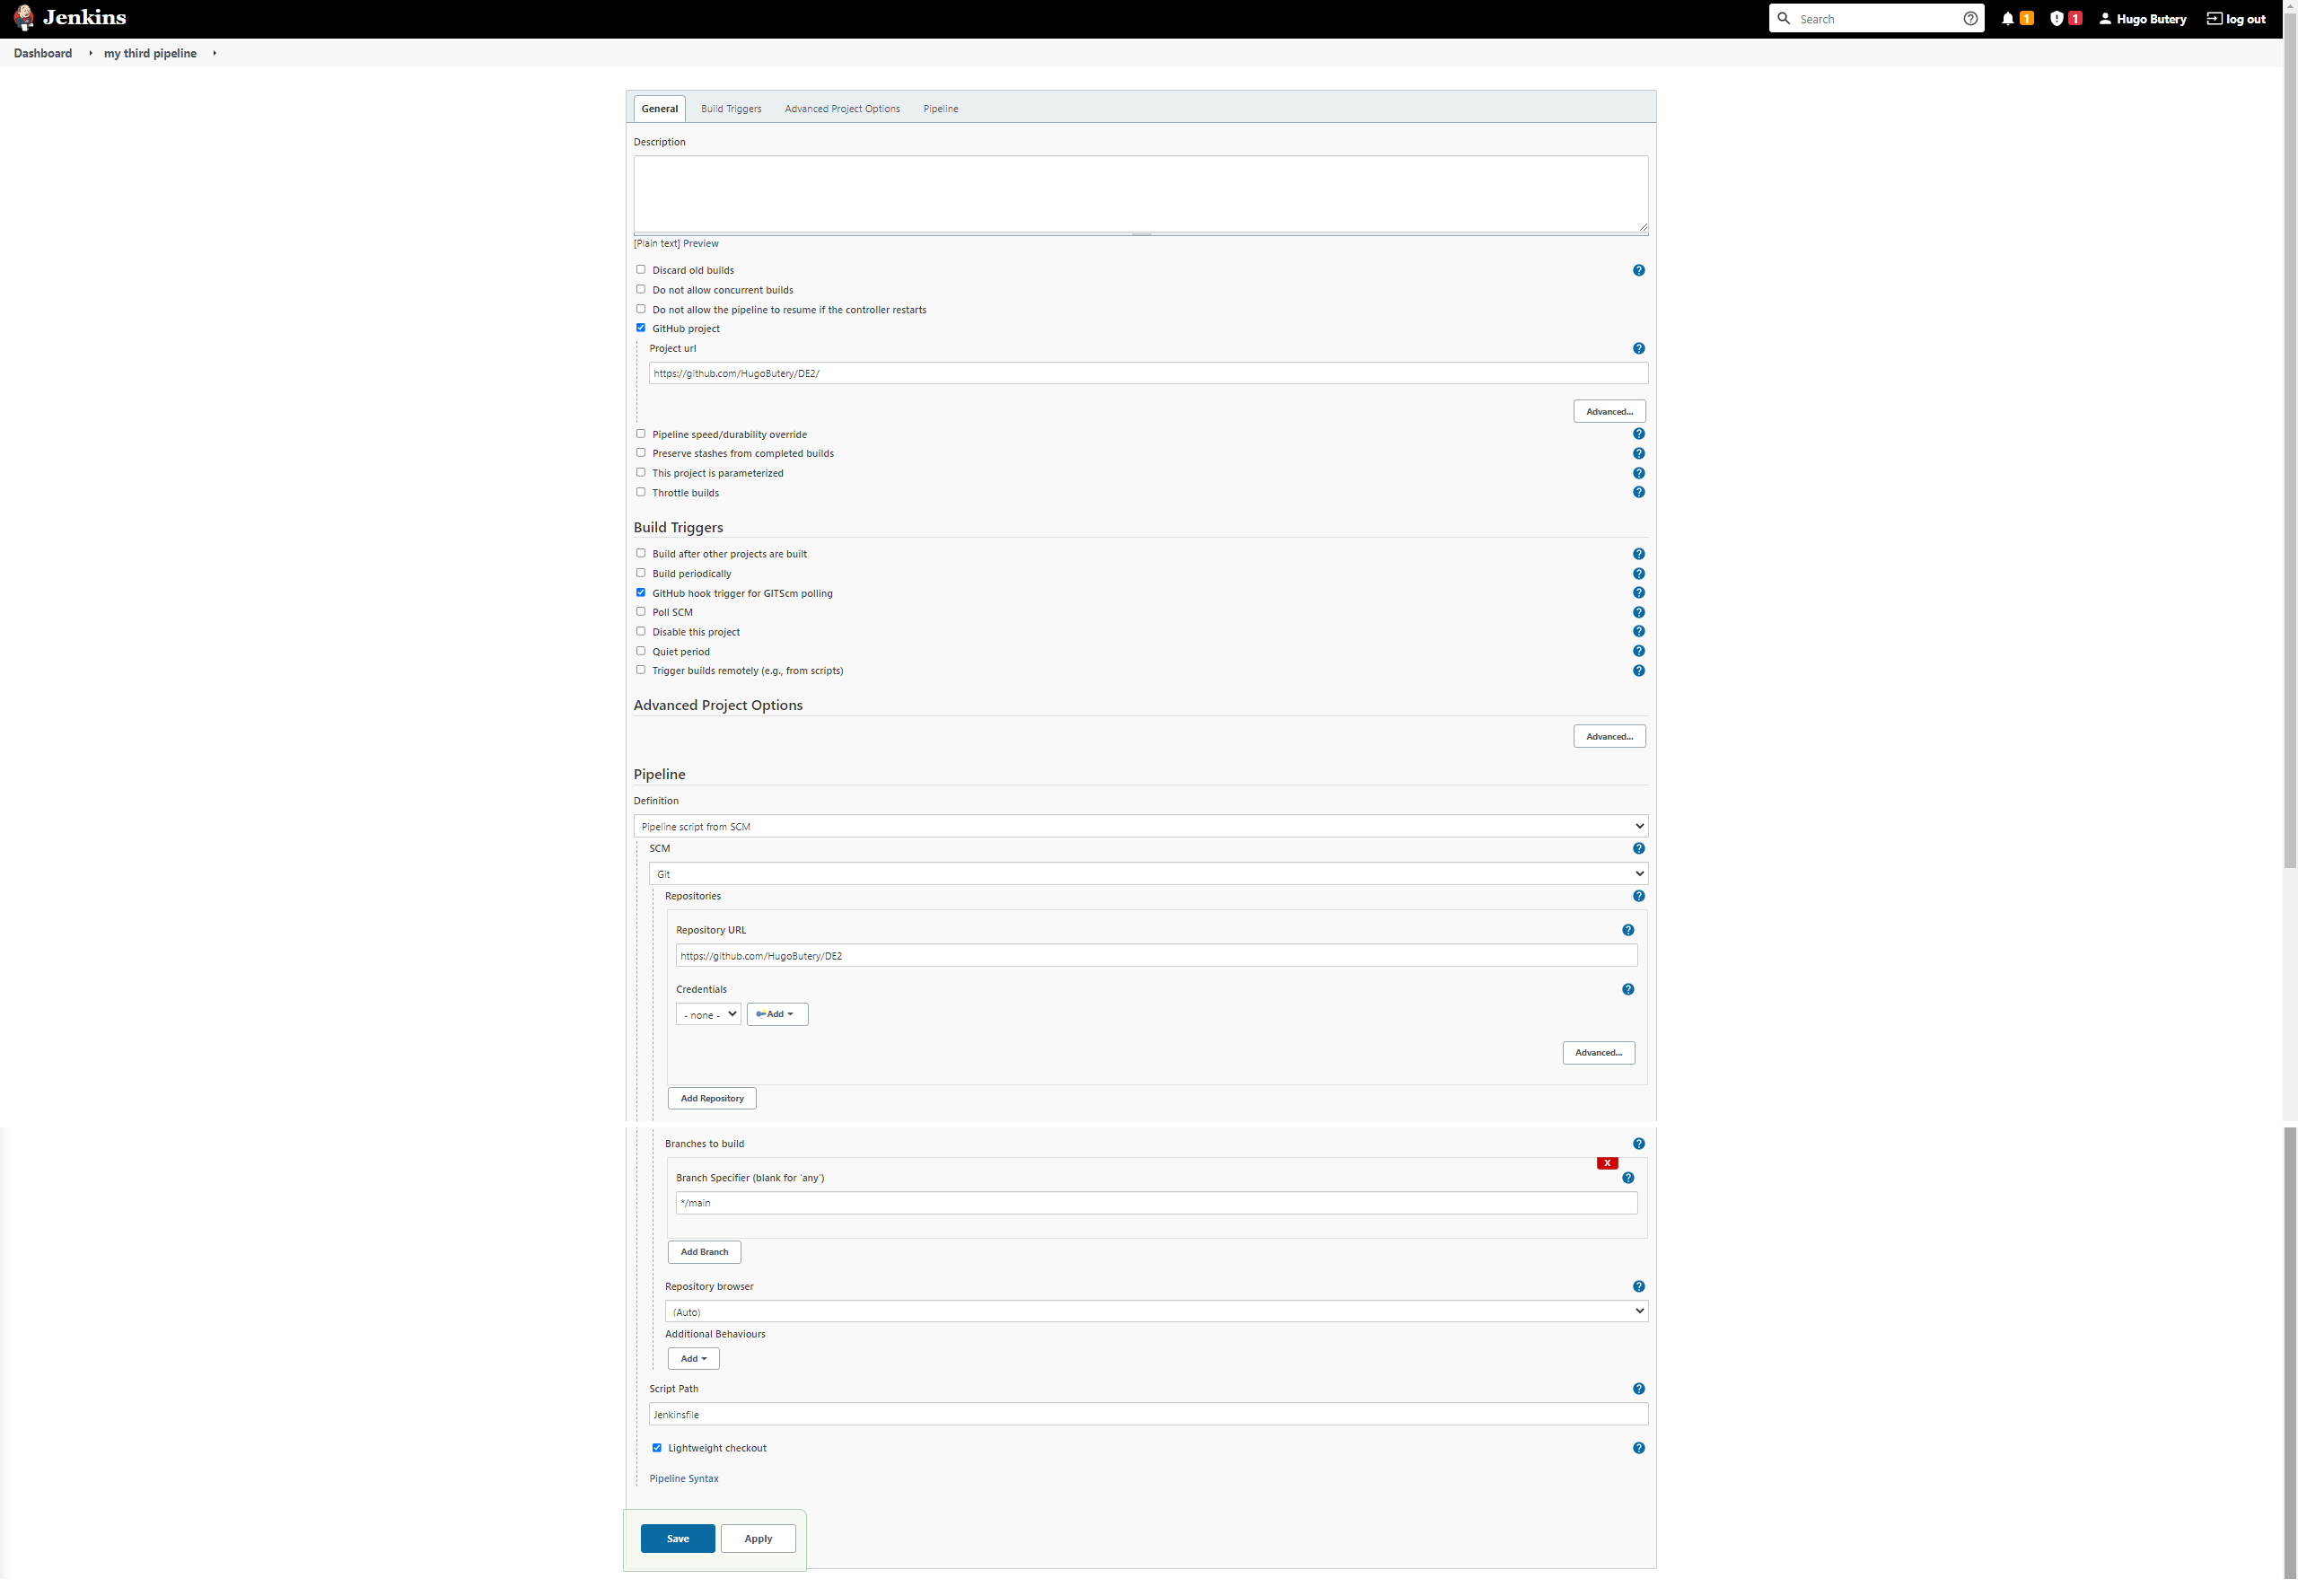 Jenkins
Search
1
1
Hugo Butery
log out
Dashboard
my third pipeline
General
Build Triggers
Advanced Project Options
Pipeline
Description
[Plain text] Preview
Discard old builds
Do not allow concurrent builds
Do not allow the pipeline to resume if the controller restarts
GitHub project
Project url
https://github.com/HugoButery/DE2/
Advanced...
Pipeline speed/durability override
Preserve stashes from completed builds
This project is parameterized
Throttle builds
Build Triggers
Build after other projects are built
Build periodically
GitHub hook trigger for GITScm polling
Poll SCM
Disable this project
Quiet period
Trigger builds remotely (e.g., from scripts)
Advanced Project Options
Advanced...
Pipeline
Definition
Pipeline script from SCM
SCM
Git
Repositories
Repository URL
https://github.com/HugoButery/DE2
Credentials
- none -
Add
Advanced...
Add Repository
Branches to build
X
Branch Specifier (blank for 'any')
*/main
Add Branch
Repository browser
(Auto)
Additional Behaviours
Add
Script Path
Jenkinsfile
Lightweight checkout
Pipeline Syntax
Save
Apply